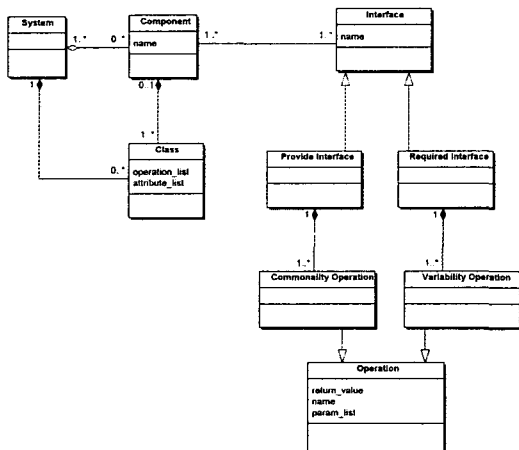 System
1..*
0..*
Component
name
1..*
1..*
Interface
name
1
0..1
1..*
0..*
Class
operation_list
attribute_list
Provide Interface
Required Interface
1
1
1..*
1..*
Commonality Operation
Variability Operation
Operation
return_value
name
param_list